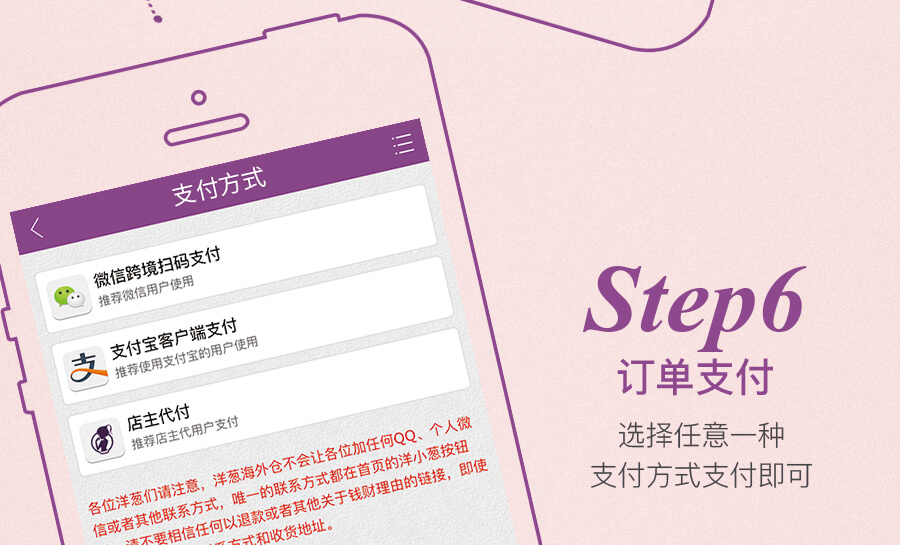 支付方式
微信跨境扫码支付
推荐微信用户使用
支付宝客户端支付
推荐使用支付宝的用户使用
店主代付
推荐店主代用户支付
各位洋葱们请注意，洋葱海外仓不会让各位加任何QQ、个人微
信或者其他联系方式，唯一的联系方式都在首页的洋小葱按钮
请不要相信任何以退款或者其他关于钱财理由的链接，即使
系方式和收货地址。
Step6
订单支付
选择任意一种
支付方式支付即可